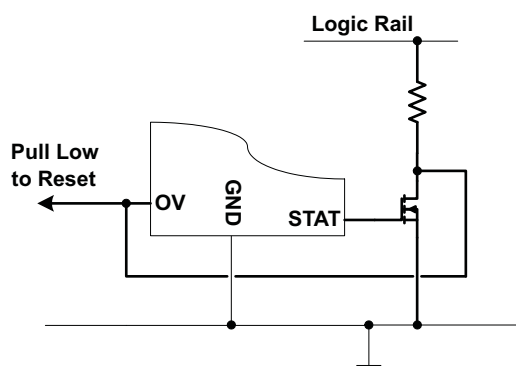 Logic Rail
Pull Low
to Reset
OV
GND
STAT